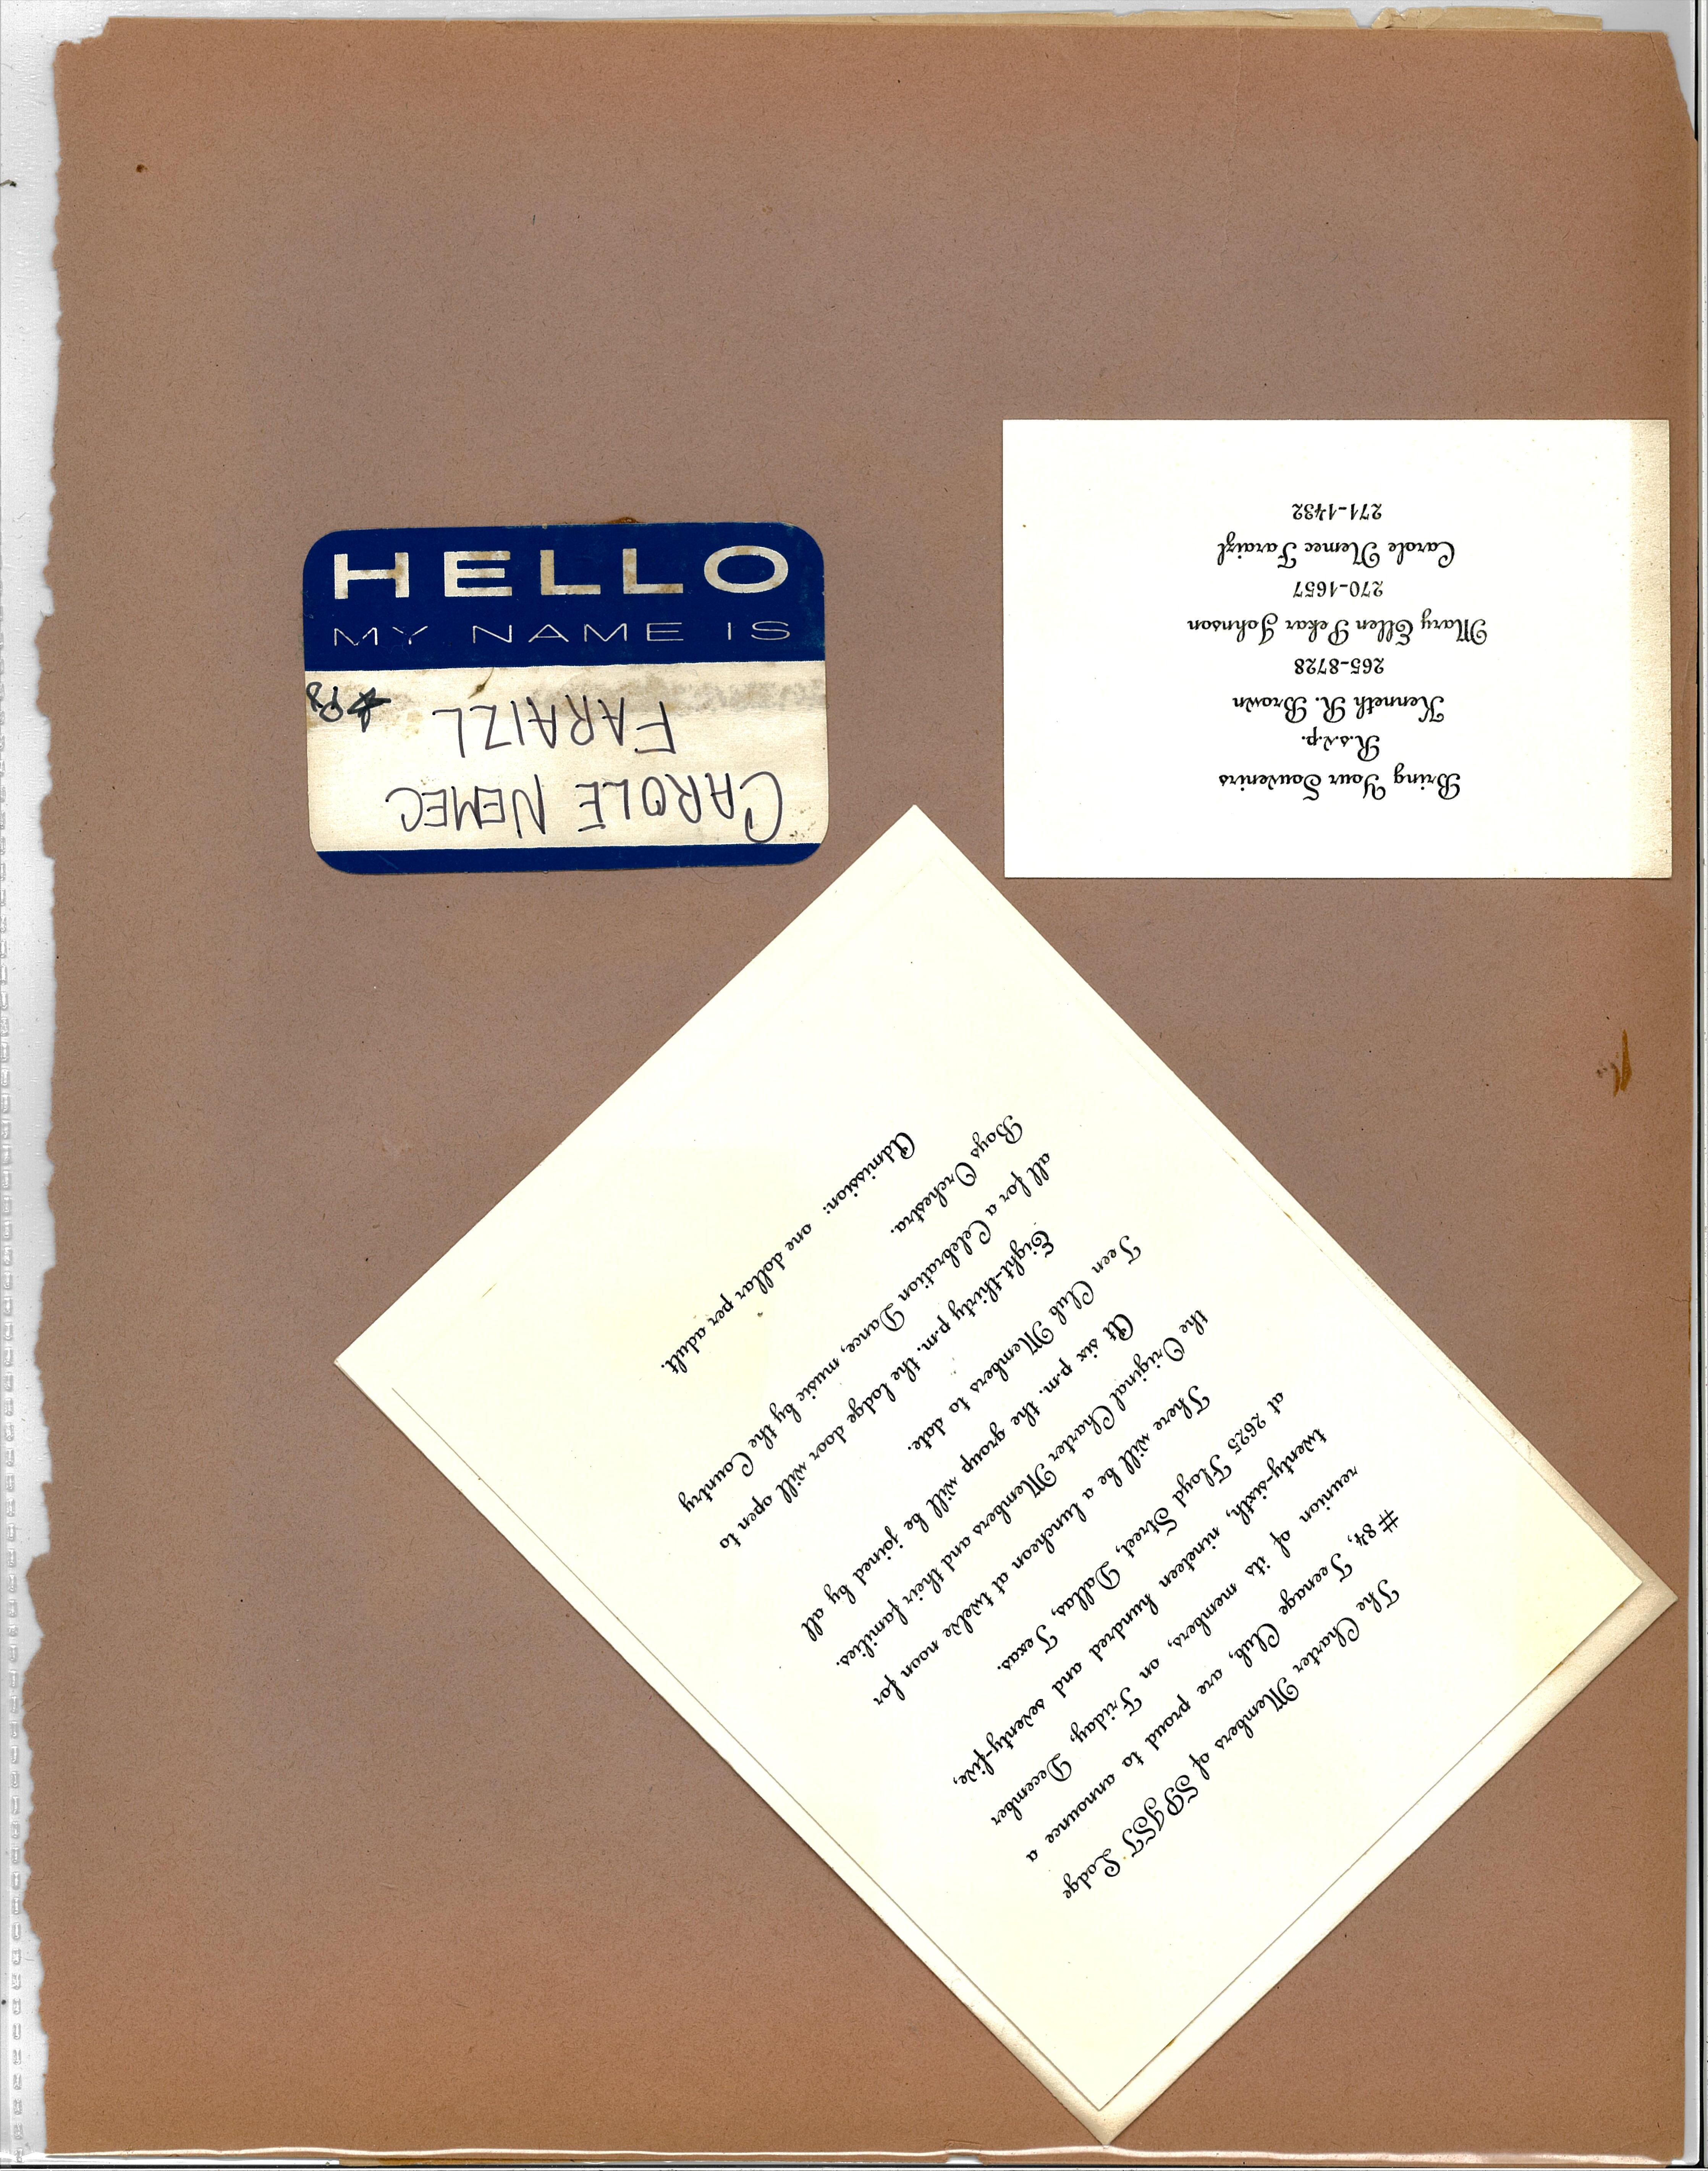 The Charter Members of SPJST Lodge
# 84, Teenage Club, are proud to announce a
reunion of its members, on Friday, December
twenty-sixth, nineteen hundred and seventy-five,
at 2625 Floyd Street, Dallas, Texas.
There will be a luncheon at twelve noon for
the Original Charter Members and their families.
At six p.m. the group will be joined by all
Teen Club Members to date.
Eight-thirty p.m. the lodge door will open to
all for a Celebration Dance, music by the Country
Boys Orchestra.
Admission: one dollar per adult.
Bring Your Souvenirs
R.s.v.p.
Kenneth R. Brown
265-8728
Mary Ellen Pekar Johnson
270-1657
Carole Nemec Faraizl
271-1432
HELLO
MY NAME IS
CAROLE NEMEC
FARAIZL